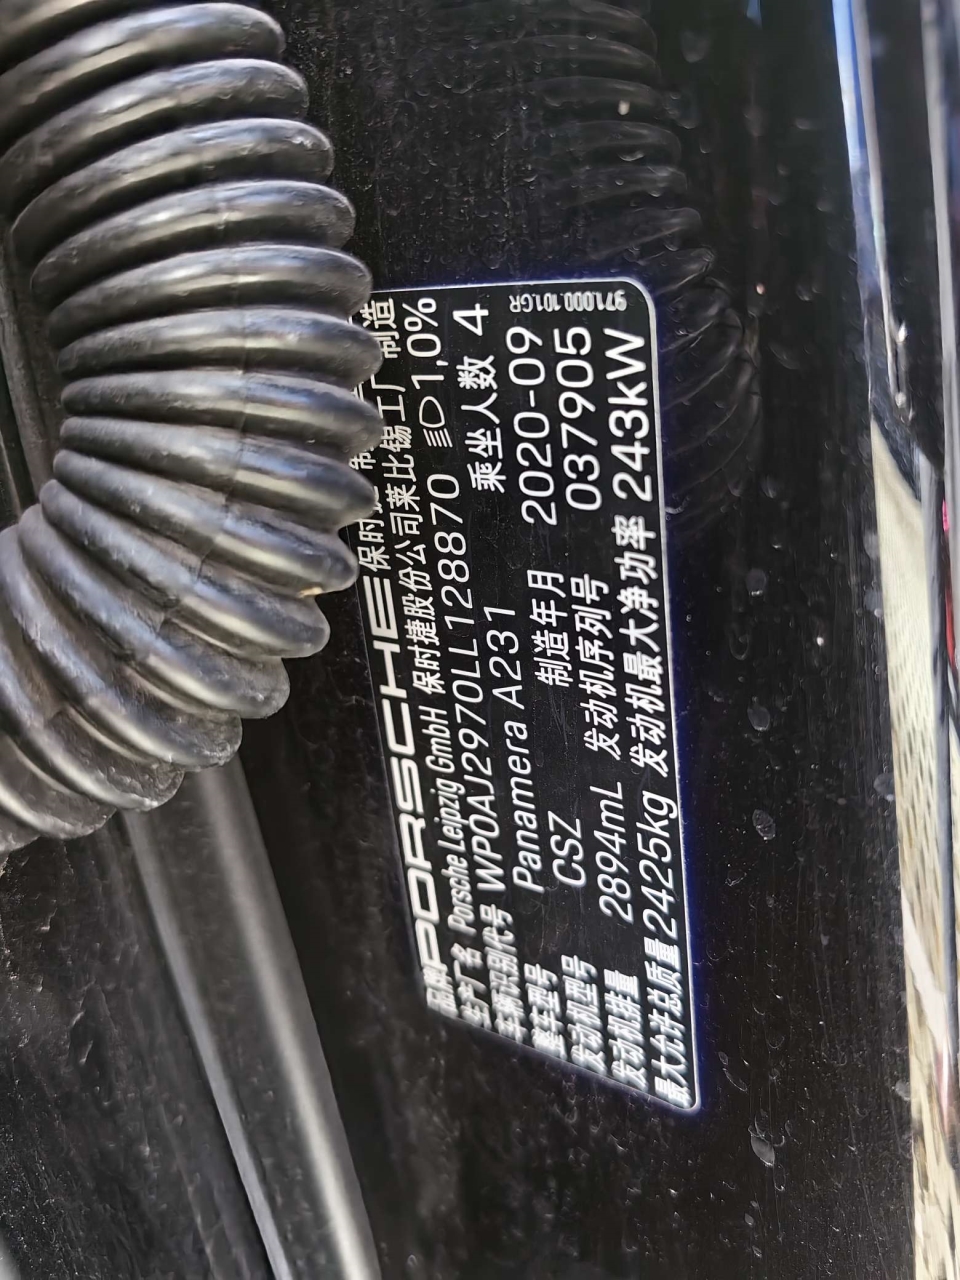 品牌 PORSCHE 保时捷 制造
生产厂名 Porsche Leipzig GmbH 保时捷股份公司莱比锡工厂
车辆识别代号 WP0AJ2970LL128870 1,0%
整车型号 Panamera A231 乘坐人数 4
发动机型号 CSZ 制造年月 2020-09
发动机排量 2894mL 发动机序列号 037905
最大允许总质量 2425kg 发动机最大净功率 243kW
971.000.101.GR